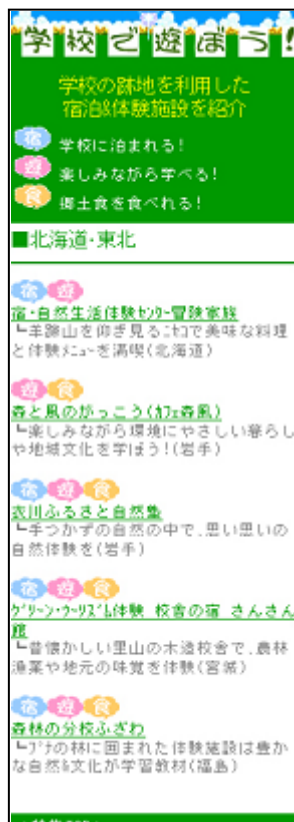 学校で遊ぼう!
学校の跡地を利用した
宿泊&体験施設を紹介
宿 学校に泊まれる!
遊 楽しみながら学べる!
食 郷土食を食べれる!
■北海道・東北
宿 遊
宿・自然生活体験ｾﾝﾀｰ冒険家族
┗羊蹄山を仰ぎ見るﾆｾｺで美味な料理
と体験ﾒﾆｭｰを満喫(北海道)
遊 食
森と風のがっこう(ｶﾌｪ森風)
┗楽しみながら環境にやさしい暮らし
や地域文化を学ぼう!(岩手)
宿 遊 食
衣川ふるさと自然塾
┗手つかずの自然の中で､思い思いの
自然体験を(岩手)
宿 遊 食
ｸﾞﾘｰﾝ･ﾂｰﾘｽﾞﾑ体験 校舎の宿 さんさん
館
┗昔懐かしい里山の木造校舎で､農林
漁業や地元の味覚を体験(宮城)
宿 遊 食
森林の分校ふざわ
┗ﾌﾞﾅの林に囲まれた体験施設は豊か
な自然&文化が学習教材(福島)